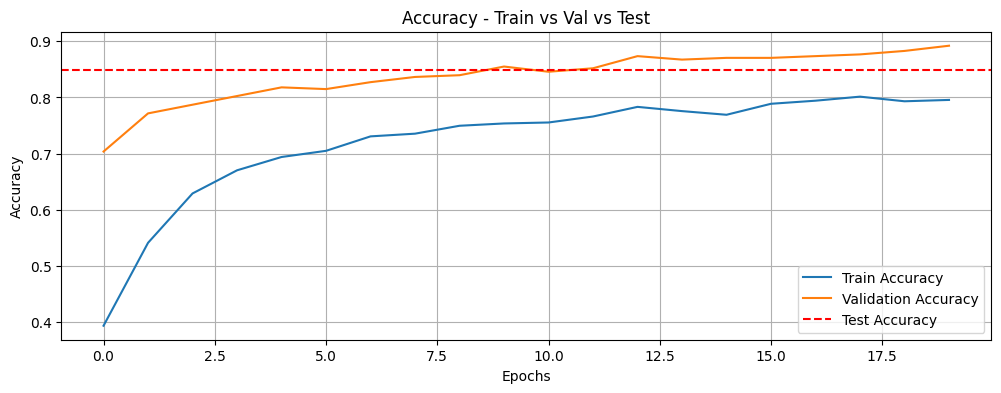 Accuracy - Train vs Val vs Test
Accuracy
0.9
0.8
0.7
0.6
0.5
0.4
0.0
2.5
5.0
7.5
10.0
12.5
15.0
17.5
Epochs
Train Accuracy
Validation Accuracy
Test Accuracy